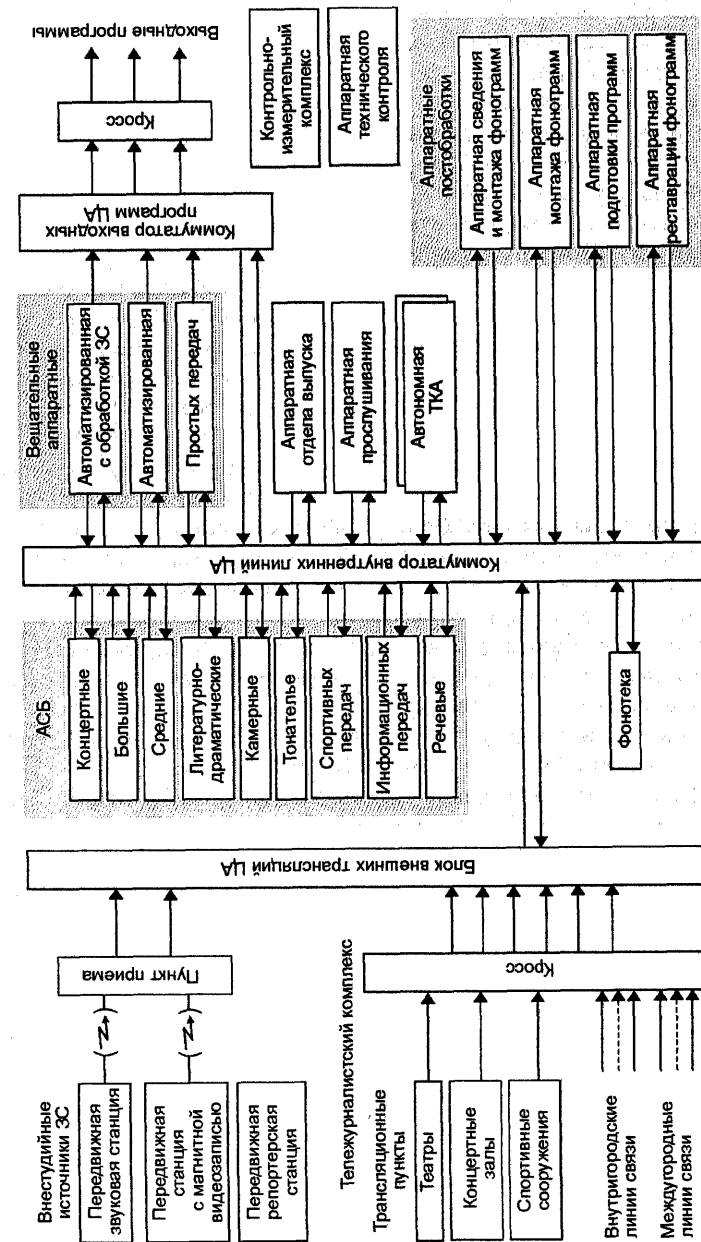 Внестудийные
источники ЗС
Передвижная
звуковая станция
Передвижная
станция
с магнитной
видеозаписью
Передвижная
репортерская
станция
Пункт приема
Тележурналистский комплекс
Трансляционные
пункты
Театры
Концертные
залы
Спортивные
сооружения
Внутригородские
линии связи
Междугородные
линии связи
Кросс
Блок внешних трансляций ЦА
АСБ
Концертные
Большие
Средние
Литературно-
драматические
Камерные
Тонателье
Спортивных
передач
Информационных
передач
Речевые
Фонотека
Коммутатор внутренних линий ЦА
Вещательные
аппаратные
Автоматизированная
с обработкой ЗС
Автоматизированная
Простых передач
Аппаратная
отдела выпуска
Аппаратная
прослушивания
Автономная
ТКА
Коммутатор выходных
программ ЦА
Кросс
Выходные программы
Контрольно-
измерительный
комплекс
Аппаратная
технического
контроля
Аппаратные
постобработки
Аппаратная сведения
и монтажа фонограмм
Аппаратная
монтажа фонограмм
Аппаратная
подготовки программ
Аппаратная
реставрации фонограмм